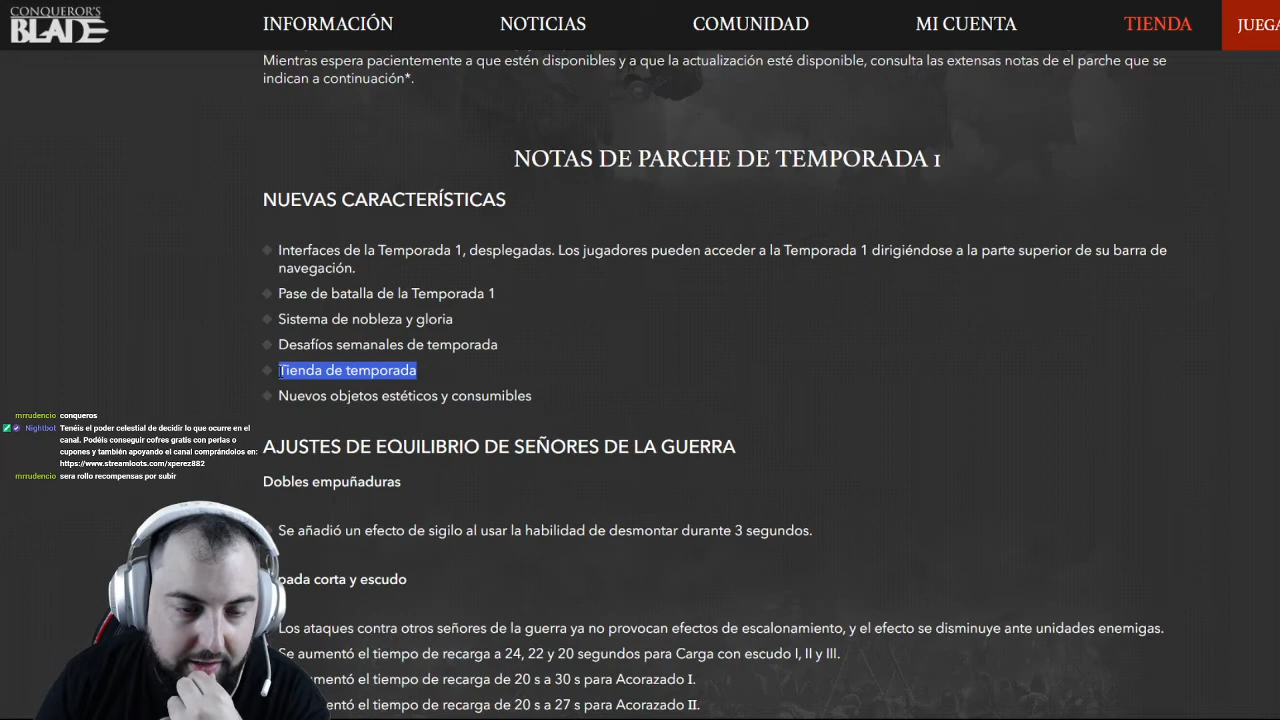 CONQUEROR'S
BLADE
INFORMACIÓN
NOTICIAS
COMUNIDAD
MI CUENTA
TIENDA
JUEGA
Mientras espera pacientemente a que estén disponibles y a que la actualización esté disponible, consulta las extensas notas de el parche que se
indican a continuación*.
NOTAS DE PARCHE DE TEMPORADA 1
NUEVAS CARACTERÍSTICAS
Interfaces de la Temporada 1, desplegadas. Los jugadores pueden acceder a la Temporada 1 dirigiéndose a la parte superior de su barra de
navegación.
Pase de batalla de la Temporada 1
Sistema de nobleza y gloria
Desafíos semanales de temporada
Tienda de temporada
Nuevos objetos estéticos y consumibles
mrrudencio conqueros
Nightbot Tenéis el poder celestial de decidir lo que ocurre en el
canal. Podéis conseguir cofres gratis con perlas o
cupones y también apoyando el canal comprándolos en:
https://www.streamloots.com/xperez882
mrrudencio sera rollo recompensas por subir
AJUSTES DE EQUILIBRIO DE SEÑORES DE LA GUERRA
Dobles empuñaduras
Se añadió un efecto de sigilo al usar la habilidad de desmontar durante 3 segundos.
pada corta y escudo
Los ataques contra otros señores de la guerra ya no provocan efectos de escalonamiento, y el efecto se disminuye ante unidades enemigas.
Se aumentó el tiempo de recarga a 24, 22 y 20 segundos para Carga con escudo I, II y III.
umentó el tiempo de recarga de 20 s a 30 s para Acorazado I.
mentó el tiempo de recarga de 20 s a 27 s para Acorazado II.